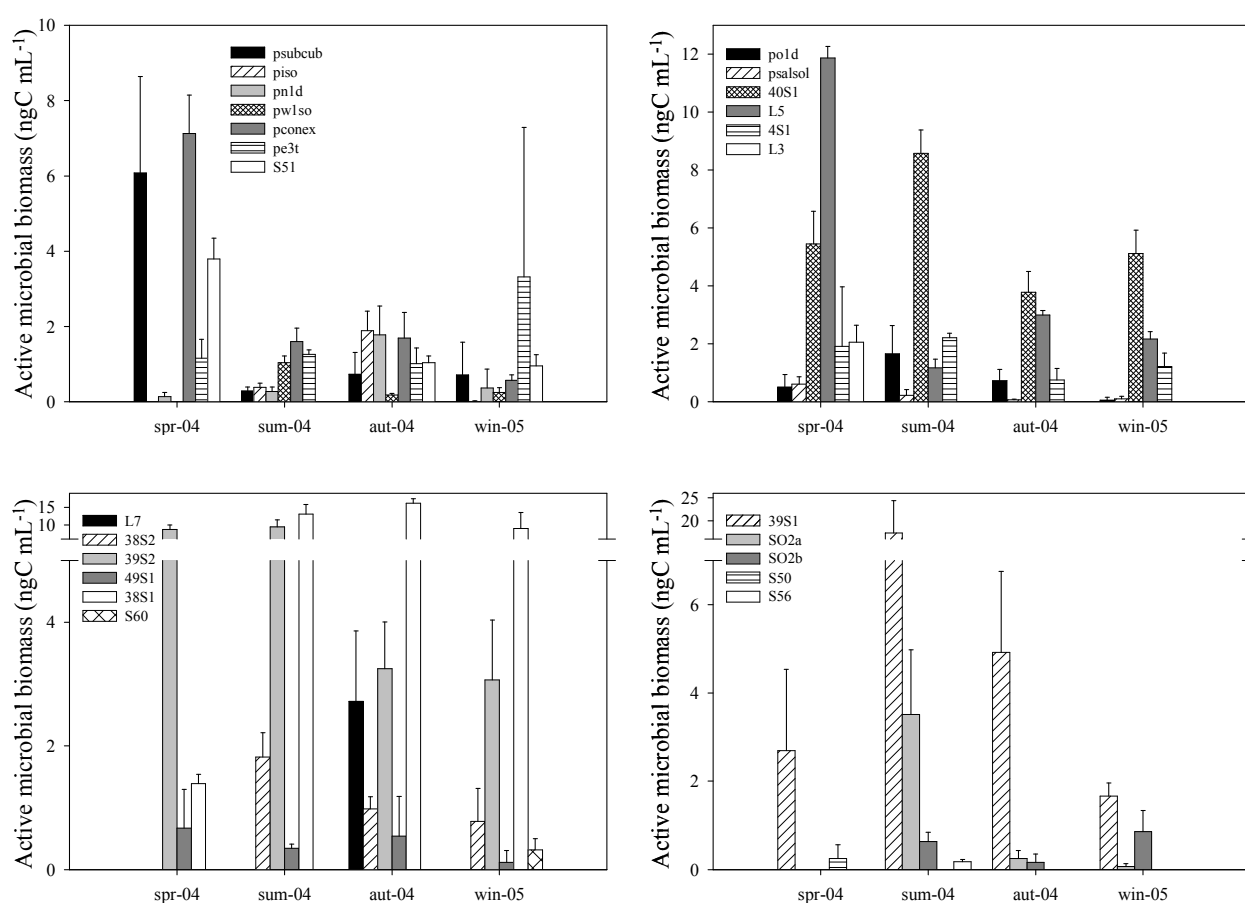 Active microbial biomass (ngC mL-1)
10
8
6
4
2
0
psubcub
piso
pn1d
pw1so
pconex
pe3t
S51
spr-04 sum-04 aut-04 win-05
Active microbial biomass (ngC mL-1)
12
10
8
6
4
2
0
po1d
psalsol
40S1
L5
4S1
L3
spr-04 sum-04 aut-04 win-05
Active microbial biomass (ngC mL-1)
15
10
4
2
0
L7
38S2
39S2
49S1
38S1
S60
spr-04 sum-04 aut-04 win-05
Active microbial biomass (ngC mL-1)
25
20
6
4
2
0
39S1
SO2a
SO2b
S50
S56
spr-04 sum-04 aut-04 win-05